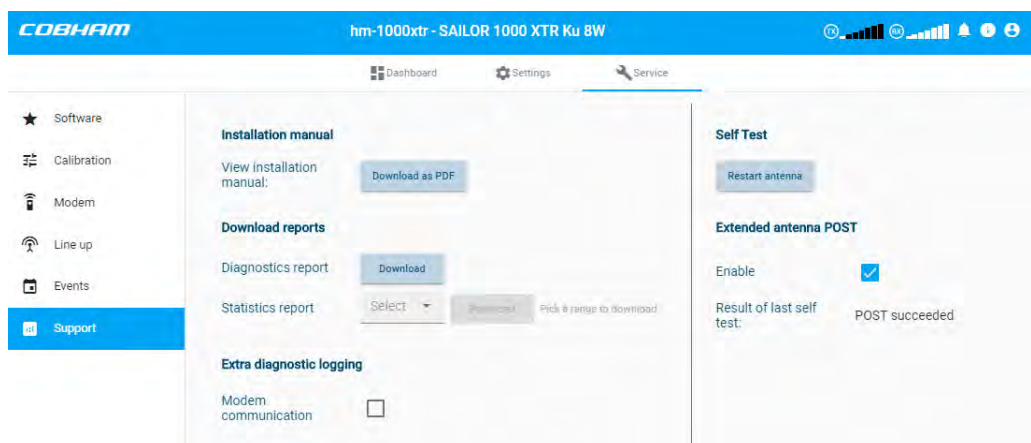 COBHAM
hm-1000xtr - SAILOR 1000 XTR Ku 8W
TX
RX
Dashboard
Settings
Service
Software
Calibration
Modem
Line up
Events
Support
Installation manual
View installation
manual:
Download as PDF
Download reports
Diagnostics report
Download
Statistics report
Select
Download
Pick a range to download
Extra diagnostic logging
Modem
communication
Self Test
Restart antenna
Extended antenna POST
Enable
Result of last self
test:
POST succeeded